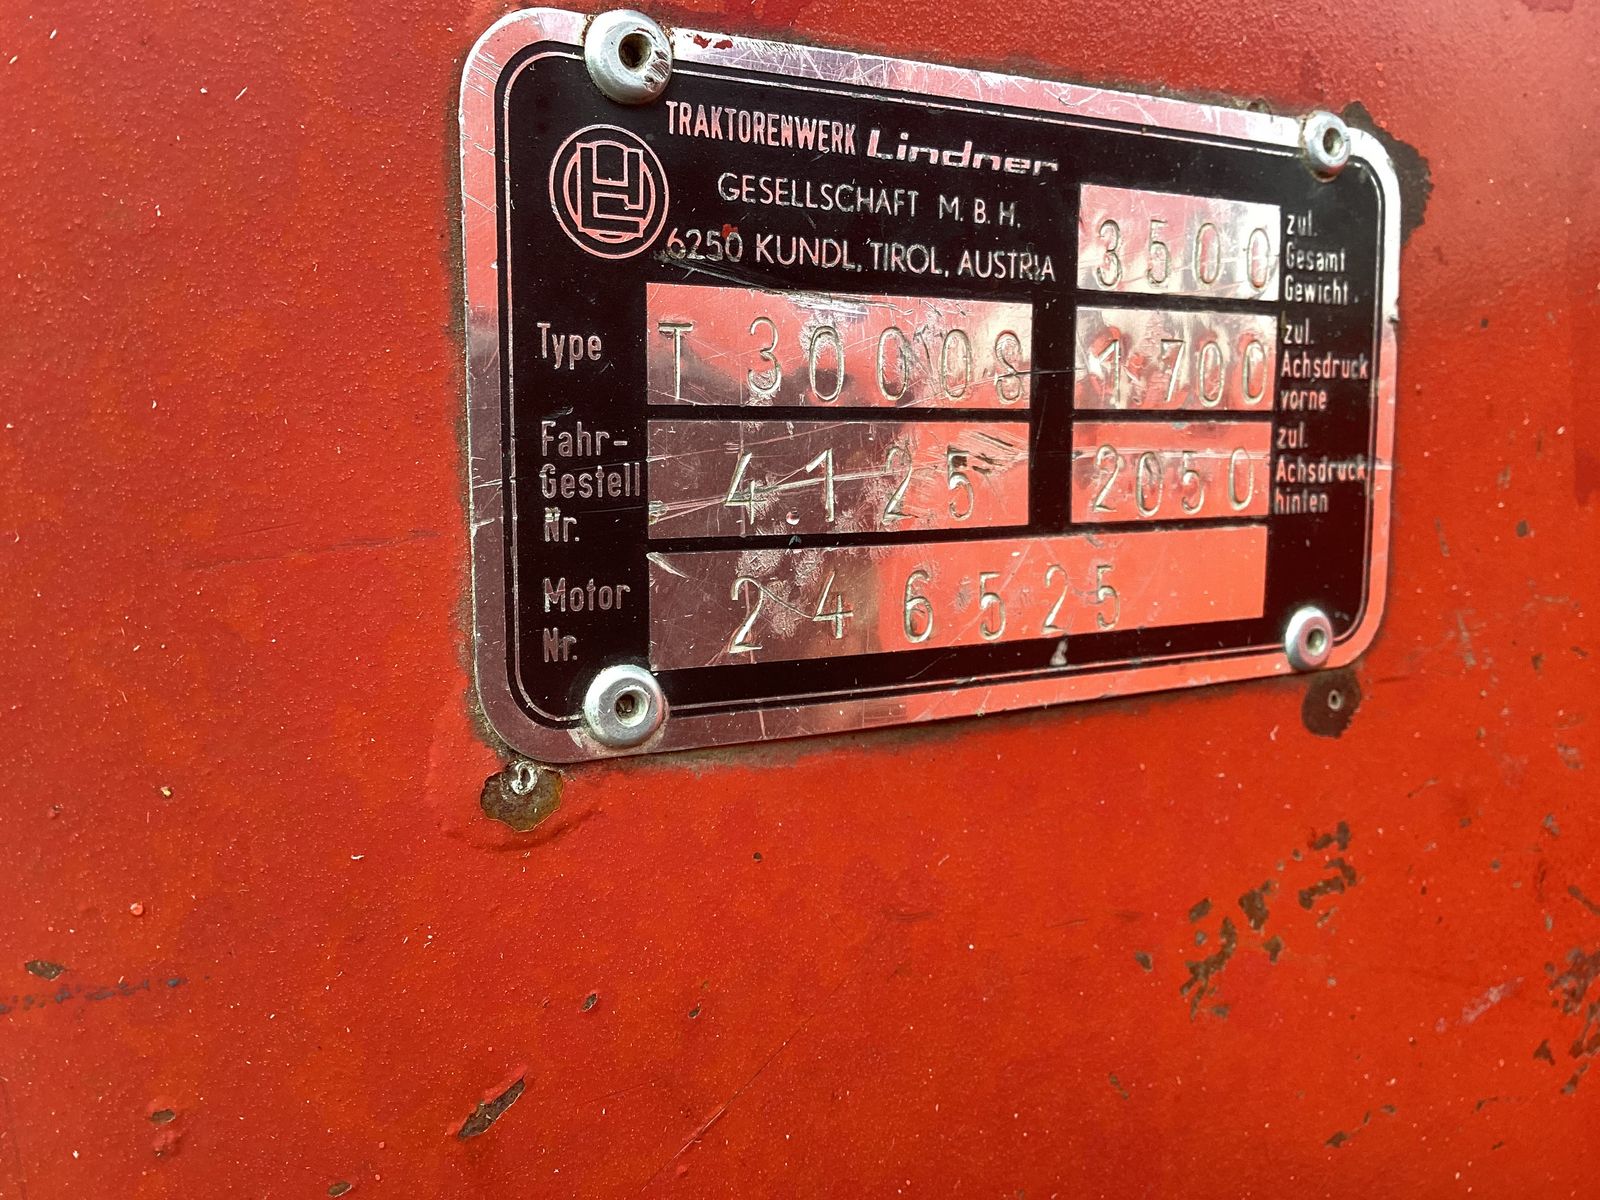 TRAKTORENWERK Lindner
GESELLSCHAFT M.B.H.
6250 KUNDL, TIROL, AUSTRIA
3500 zul. Gesamt Gewicht
Type T 3000S
1700 zul. Achsdruck vorne
Fahr-Gestell Nr. 4125
2050 zul. Achsdruck hinten
Motor Nr. 246525